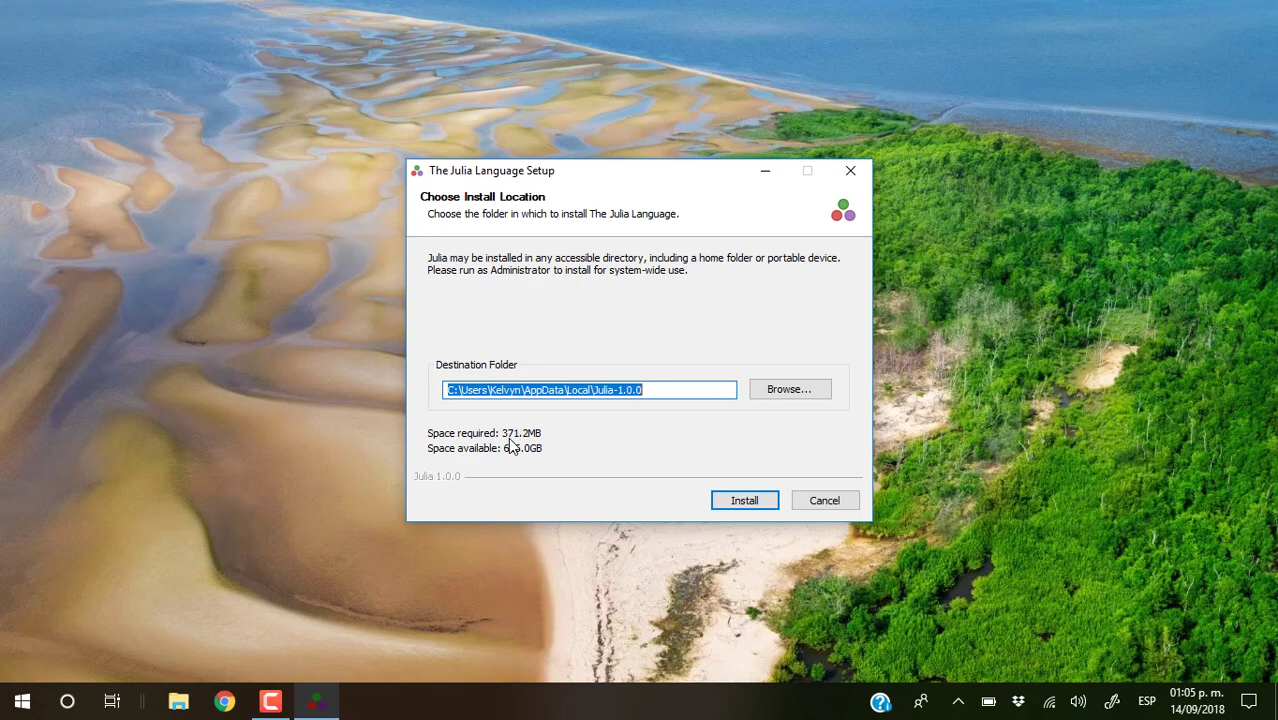 The Julia Language Setup
Choose Install Location
Choose the folder in which to install The Julia Language.
Julia may be installed in any accessible directory, including a home folder or portable device.
Please run as Administrator to install for system-wide use.
Destination Folder
C:\Users\Kelvyn\AppData\Local\Julia-1.0.0
Browse...
Space required: 371.2MB
Space available:
Julia 1.0.0
Install
Cancel
ESP
01:05 p. m.
14/09/2018